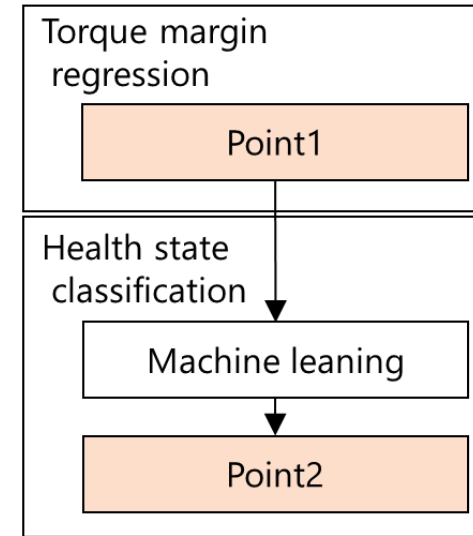 Torque margin
regression
Point1
Health state
classification
Machine leaning
Point2